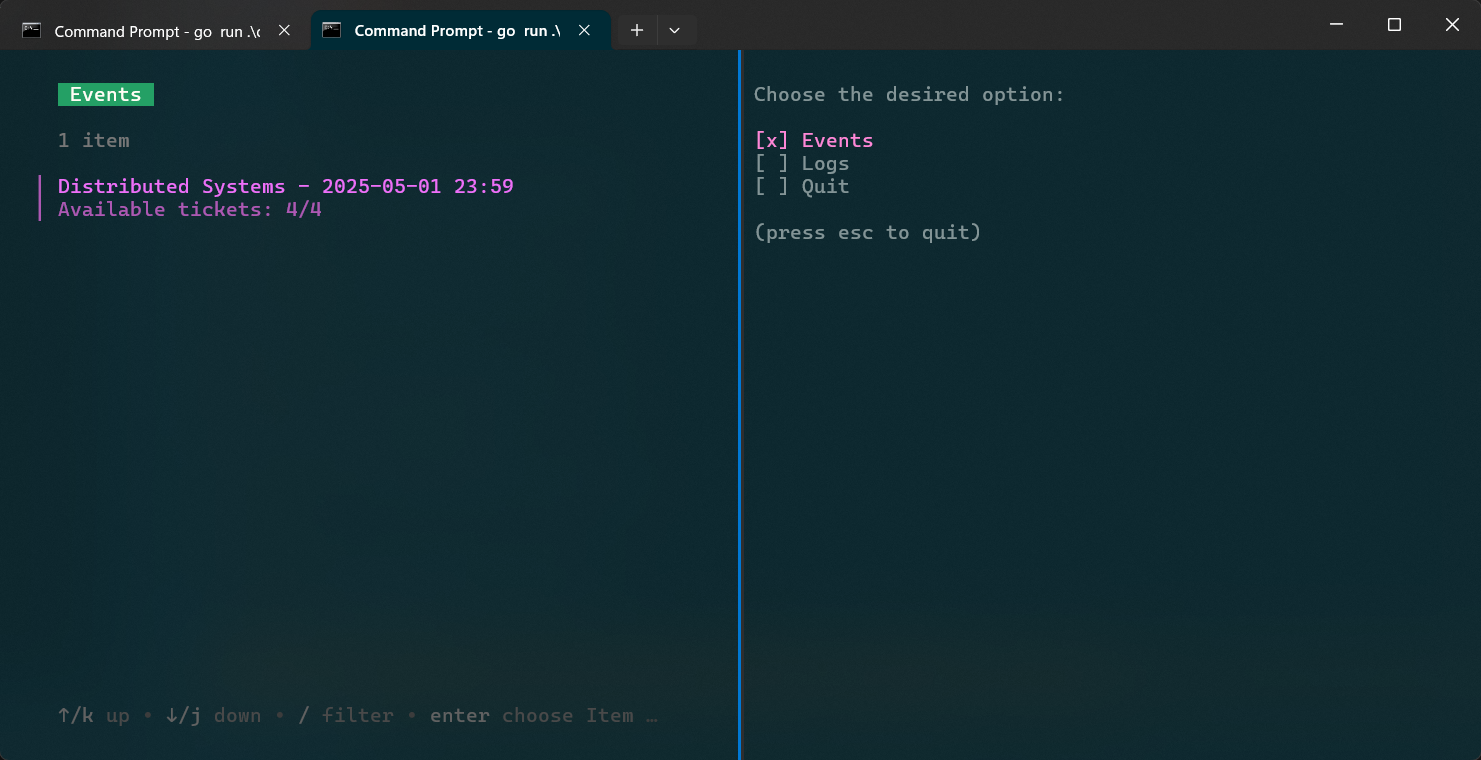 Command Prompt - go run .\c
Command Prompt - go run .\
Events
1 item
Distributed Systems - 2025-05-01 23:59
Available tickets: 4/4
↑/k up • ↓/j down • / filter • enter choose Item …
Choose the desired option:
[x] Events
[ ] Logs
[ ] Quit
(press esc to quit)